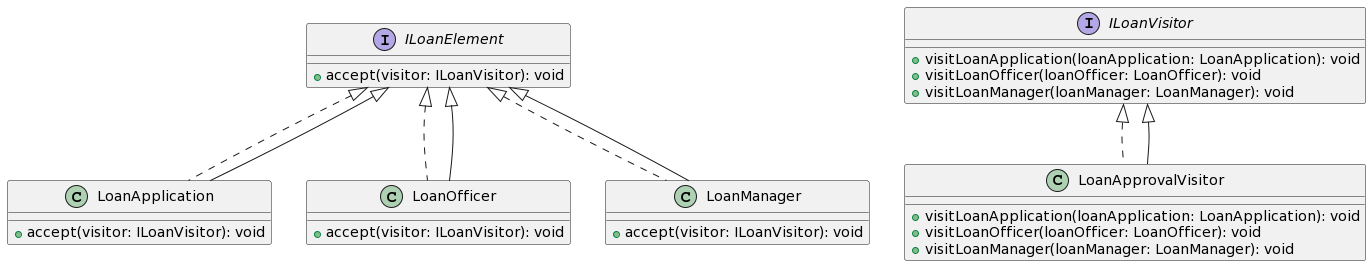 I ILoanElement
accept(visitor: ILoanVisitor): void
I ILoanVisitor
visitLoanApplication(loanApplication: LoanApplication): void
visitLoanOfficer(loanOfficer: LoanOfficer): void
visitLoanManager(loanManager: LoanManager): void
C LoanApplication
accept(visitor: ILoanVisitor): void
C LoanOfficer
accept(visitor: ILoanVisitor): void
C LoanManager
accept(visitor: ILoanVisitor): void
C LoanApprovalVisitor
visitLoanApplication(loanApplication: LoanApplication): void
visitLoanOfficer(loanOfficer: LoanOfficer): void
visitLoanManager(loanManager: LoanManager): void